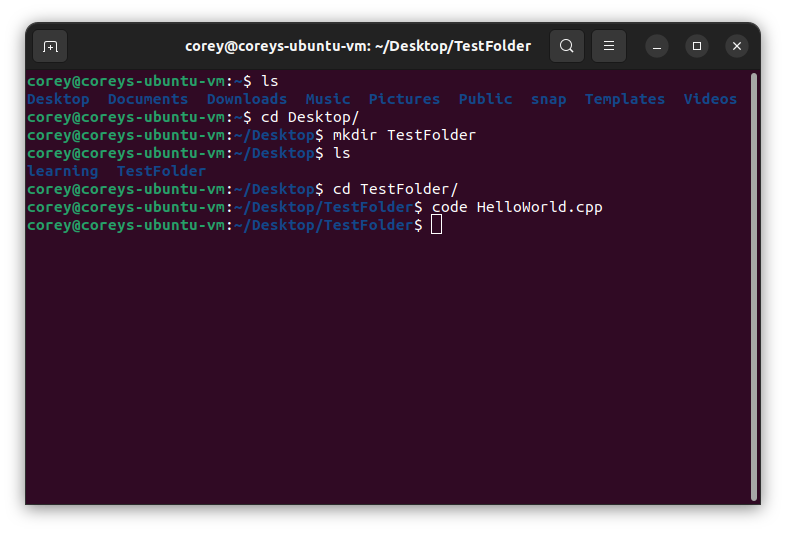 corey@coreys-ubuntu-vm: ~/Desktop/TestFolder
corey@coreys-ubuntu-vm:~$ ls
Desktop  Documents  Downloads  Music  Pictures  Public  snap  Templates  Videos
corey@coreys-ubuntu-vm:~$ cd Desktop/
corey@coreys-ubuntu-vm:~/Desktop$ mkdir TestFolder
corey@coreys-ubuntu-vm:~/Desktop$ ls
learning  TestFolder
corey@coreys-ubuntu-vm:~/Desktop$ cd TestFolder/
corey@coreys-ubuntu-vm:~/Desktop/TestFolder$ code HelloWorld.cpp
corey@coreys-ubuntu-vm:~/Desktop/TestFolder$